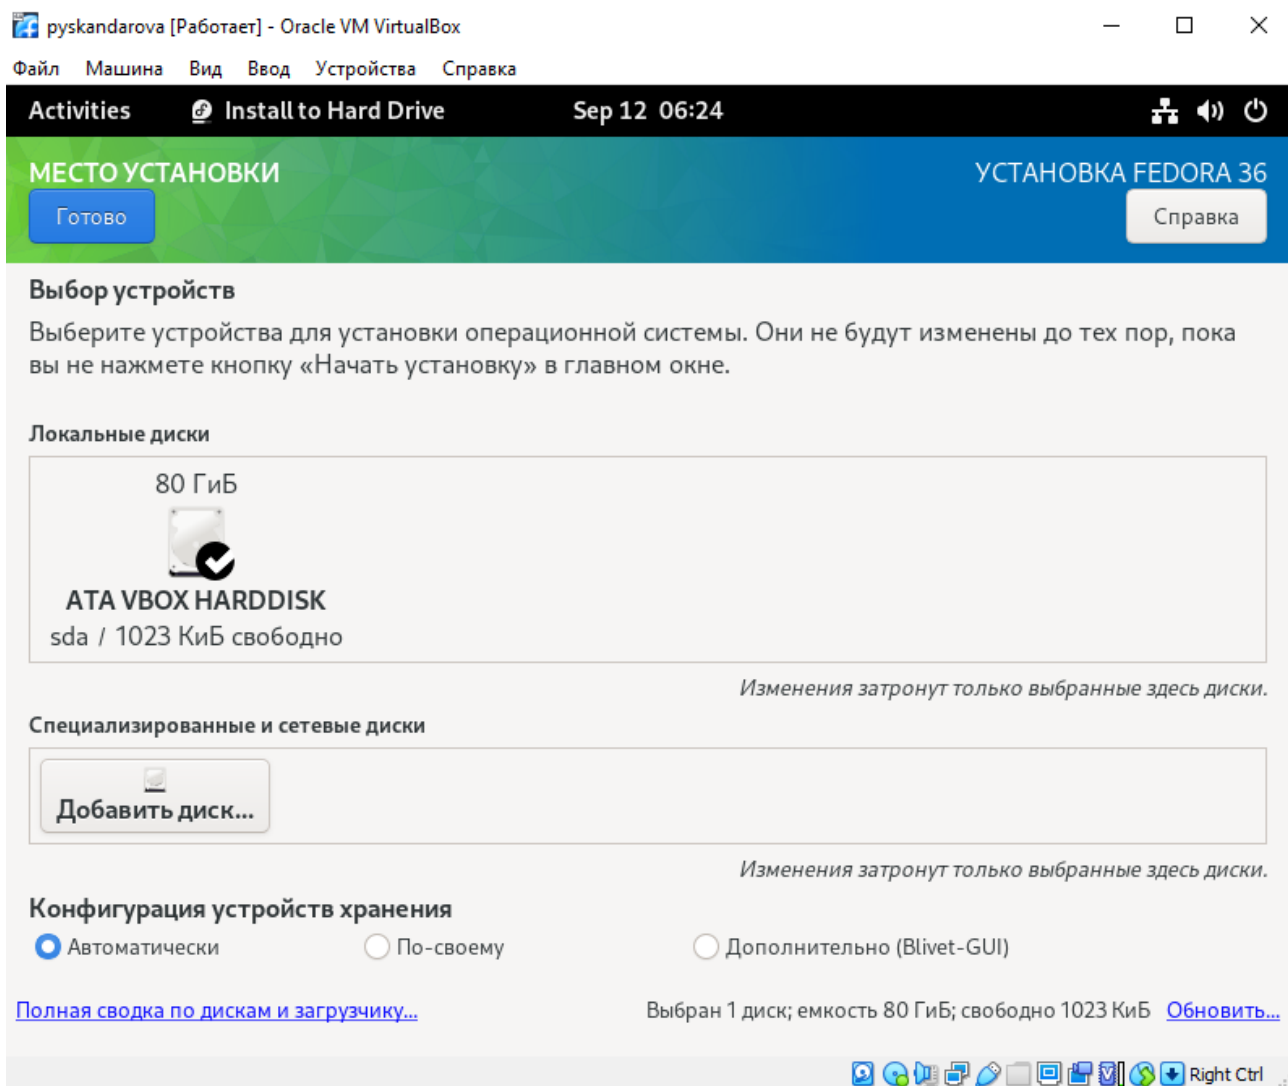 pyskandarova [Работает] - Oracle VM VirtualBox
Файл Машина Вид Ввод Устройства Справка
Activities Install to Hard Drive Sep 12 06:24
МЕСТО УСТАНОВКИ УСТАНОВКА FEDORA 36
Готово Справка
Выбор устройств
Выберите устройства для установки операционной системы. Они не будут изменены до тех пор, пока
вы не нажмете кнопку «Начать установку» в главном окне.
Локальные диски
80 ГиБ
ATA VBOX HARDDISK
sda / 1023 КиБ свободно
Изменения затронут только выбранные здесь диски.
Специализированные и сетевые диски
Добавить диск...
Изменения затронут только выбранные здесь диски.
Конфигурация устройств хранения
Автоматически По-своему Дополнительно (Blivet-GUI)
Полная сводка по дискам и загрузчику... Выбран 1 диск; емкость 80 ГиБ; свободно 1023 КиБ Обновить...
Right Ctrl